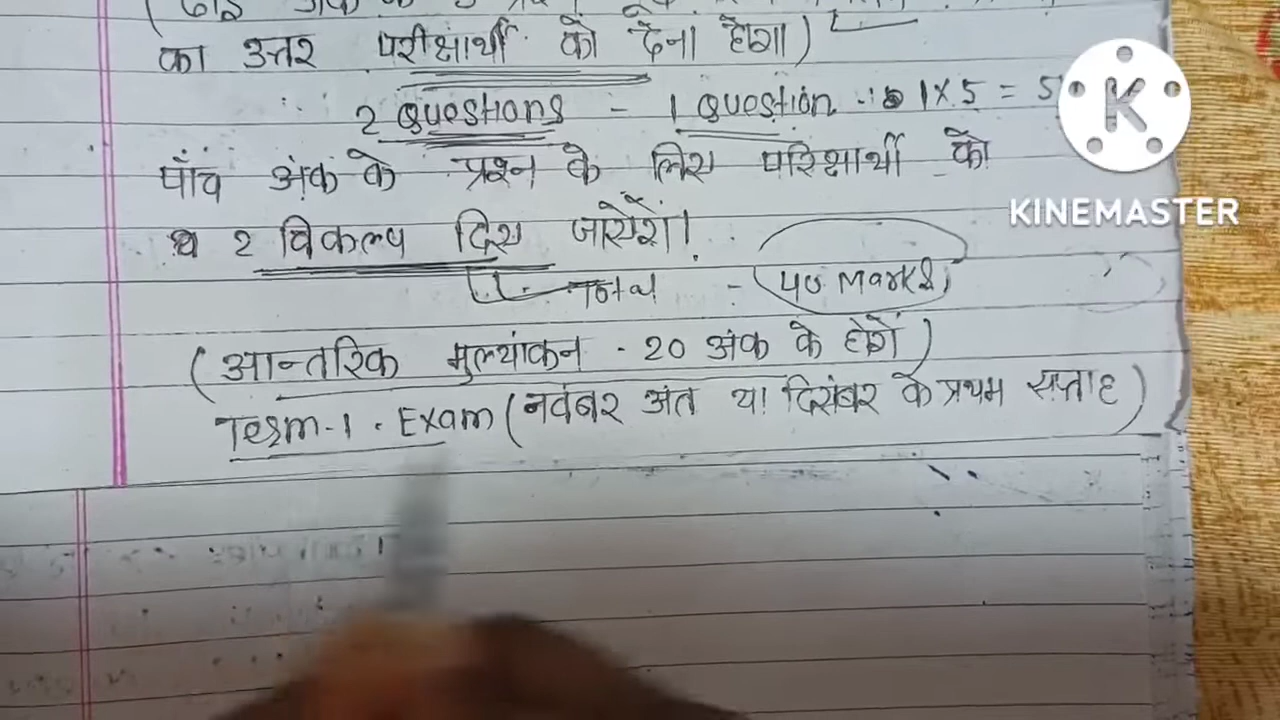 का उत्तर परीक्षार्थी को देना होगा)
2 Questions - 1 Question 1 X 5 = 5
पाँच अंक के प्रश्न के लिए परिक्षार्थी को
2 विकल्प दिए जायेगें।
Total - 40 Marks
(आन्तरिक मुल्यांकन - 20 अंक के होगें)
Term-1 . Exam (नवंबर अंत या दिसंबर के प्रथम सप्ताह)
K
KINEMASTER